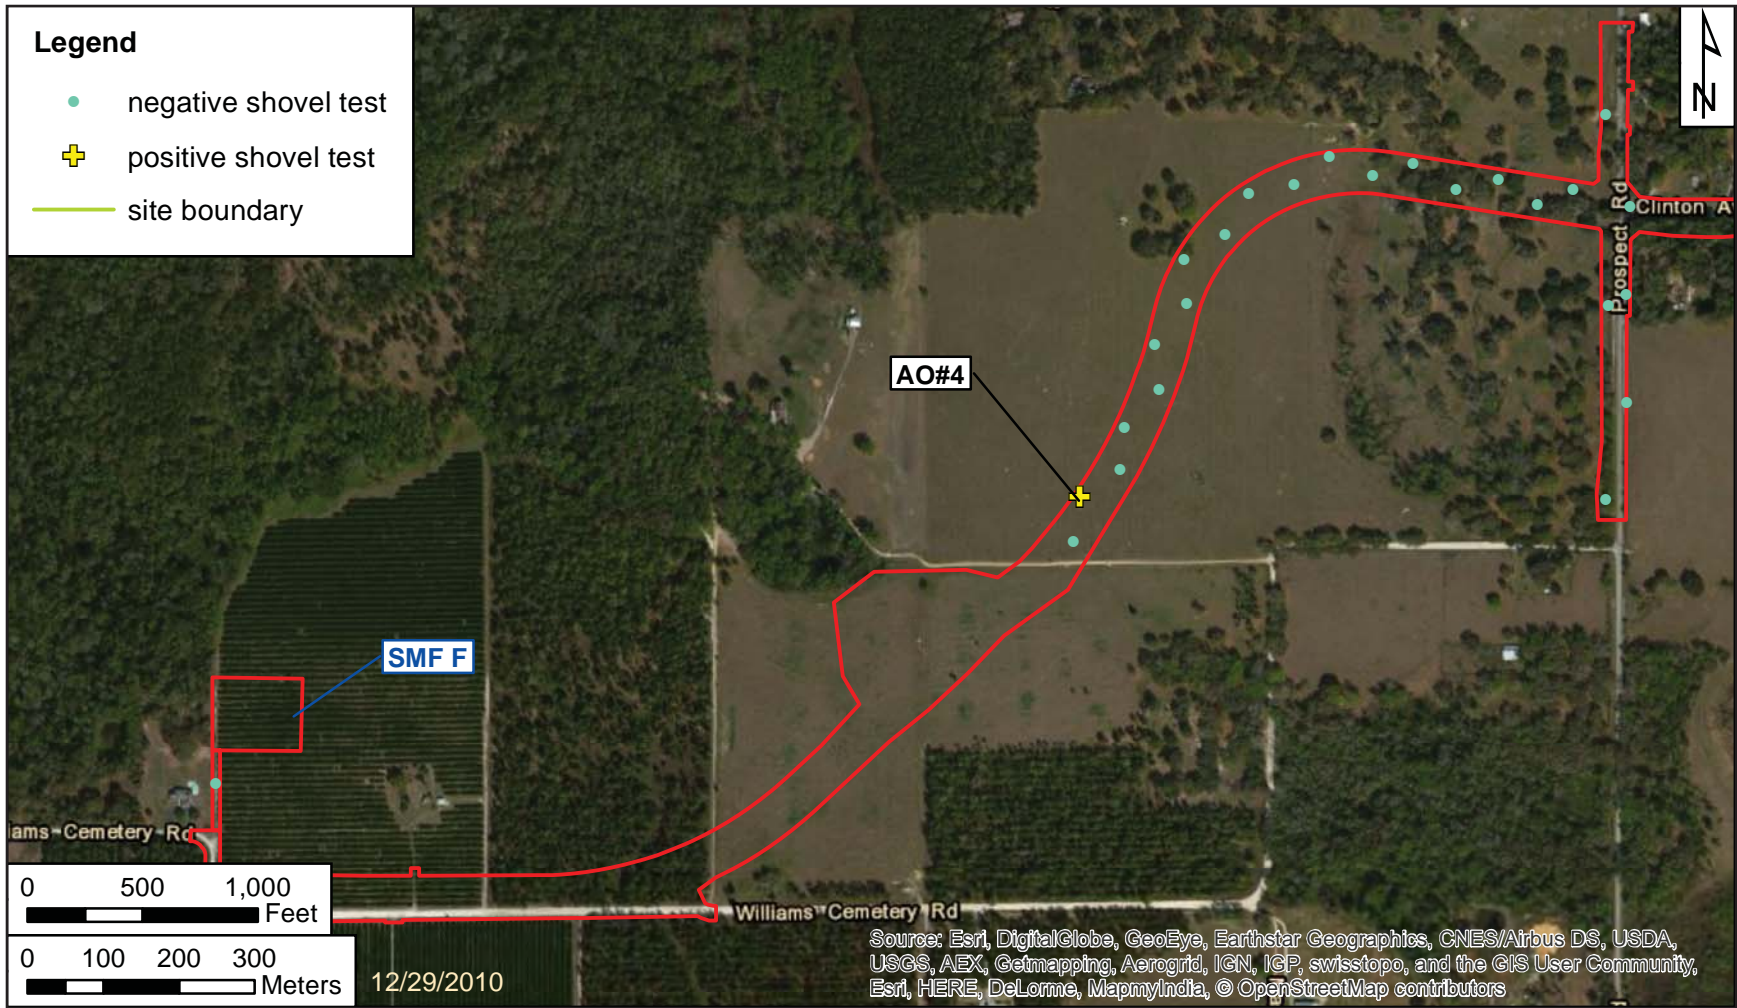 Legend
negative shovel test
positive shovel test
site boundary
N
Prospect Rd
Clinton A
AO#4
SMF F
iams Cemetery Rd
Williams Cemetery Rd
0 500 1,000
Feet
0 100 200 300
Meters
12/29/2010
Source: Esri, DigitalGlobe, GeoEye, Earthstar Geographics, CNES/Airbus DS, USDA,
USGS, AEX, Getmapping, Aerogrid, IGN, IGP, swisstopo, and the GIS User Community,
Esri, HERE, DeLorme, MapmyIndia, © OpenStreetMap contributors